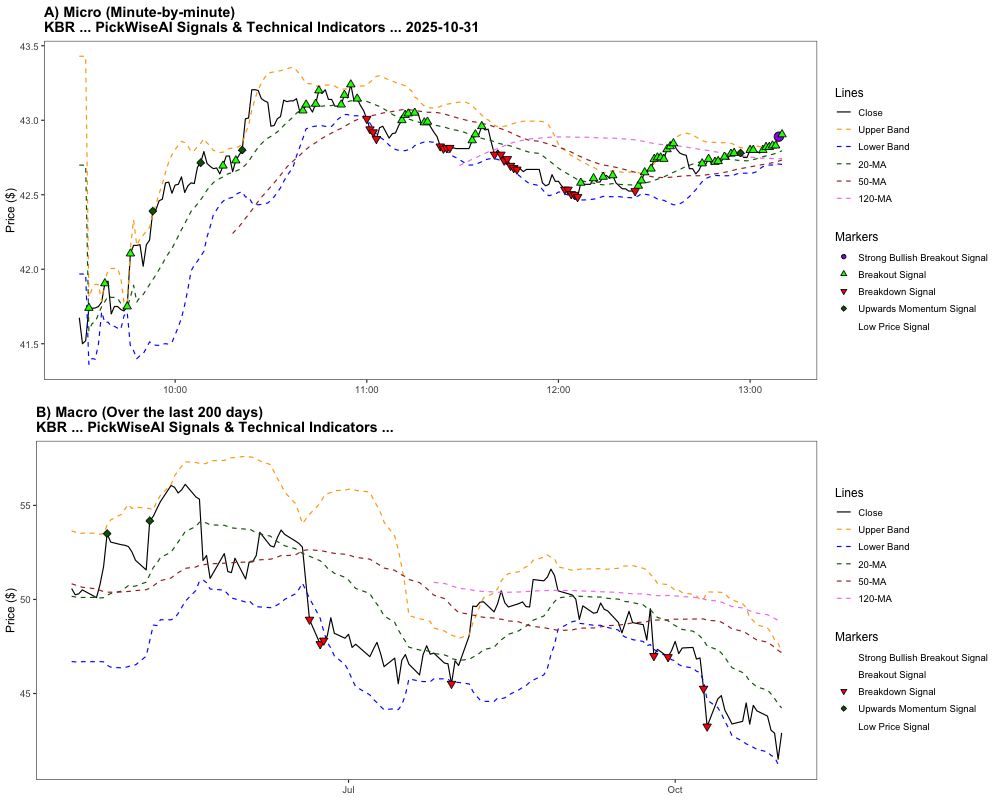 A) Micro (Minute-by-minute)
KBR ... PickWiseAI Signals & Technical Indicators ... 2025-10-31
43.5
43.0
42.5
42.0
41.5
Price ($)
10:00
11:00
12:00
13:00
Lines
Close
Upper Band
Lower Band
20-MA
50-MA
120-MA
Markers
Strong Bullish Breakout Signal
Breakout Signal
Breakdown Signal
Upwards Momentum Signal
Low Price Signal
B) Macro (Over the last 200 days)
KBR ... PickWiseAI Signals & Technical Indicators ...
55
50
45
Price ($)
Jul
Oct
Lines
Close
Upper Band
Lower Band
20-MA
50-MA
120-MA
Markers
Strong Bullish Breakout Signal
Breakout Signal
Breakdown Signal
Upwards Momentum Signal
Low Price Signal